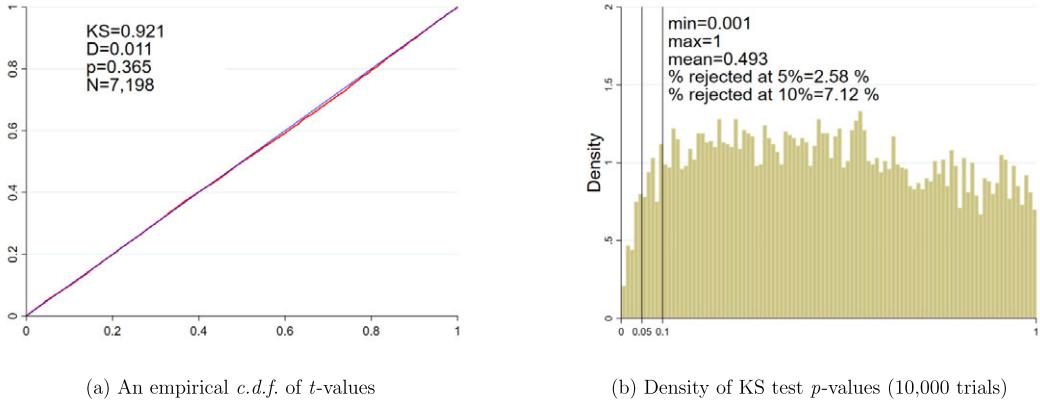 KS=0.921
D=0.011
p=0.365
N=7,198
1
0.8
0.6
0.4
0.2
0
0
0.2
0.4
0.6
0.8
1
(a) An empirical c.d.f. of t-values
min=0.001
max=1
mean=0.493
% rejected at 5%=2.58 %
% rejected at 10%=7.12 %
Density
2
1.5
1
.5
0
0
0.05
0.1
1
(b) Density of KS test p-values (10,000 trials)